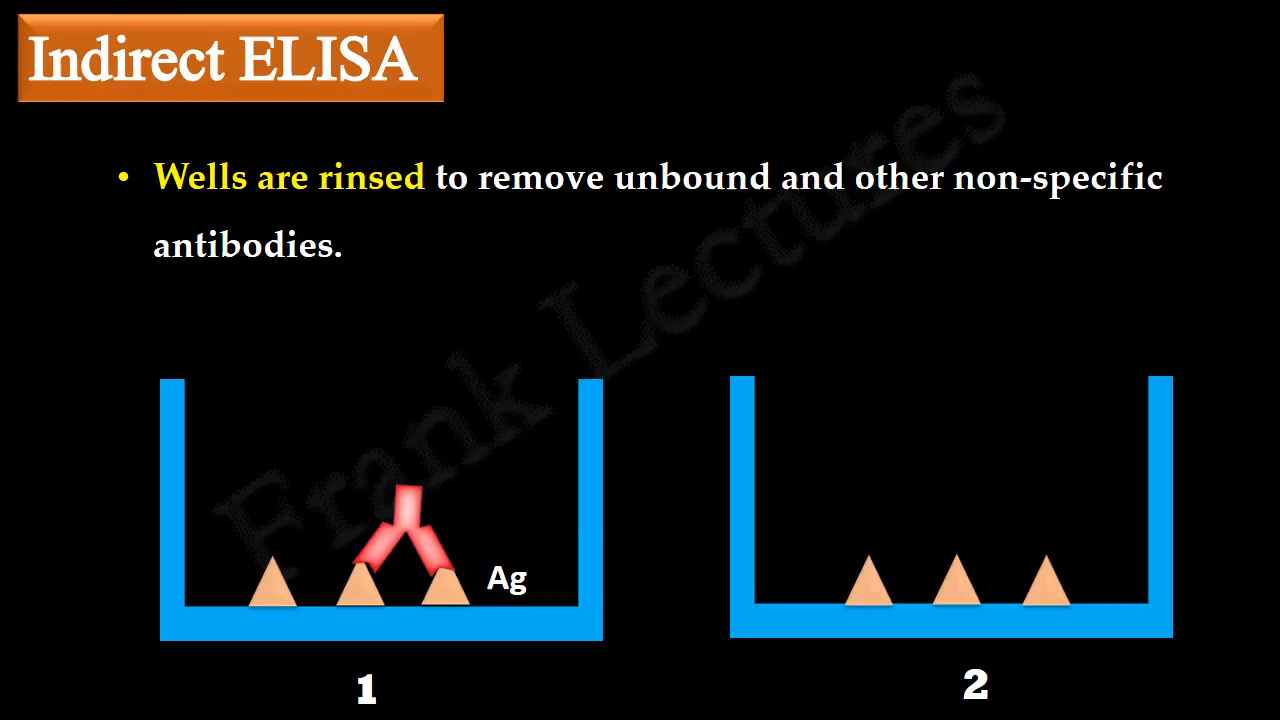 Indirect ELISA
• Wells are rinsed to remove unbound and other non-specific
antibodies.
Frank Lectures
Ag
1
2